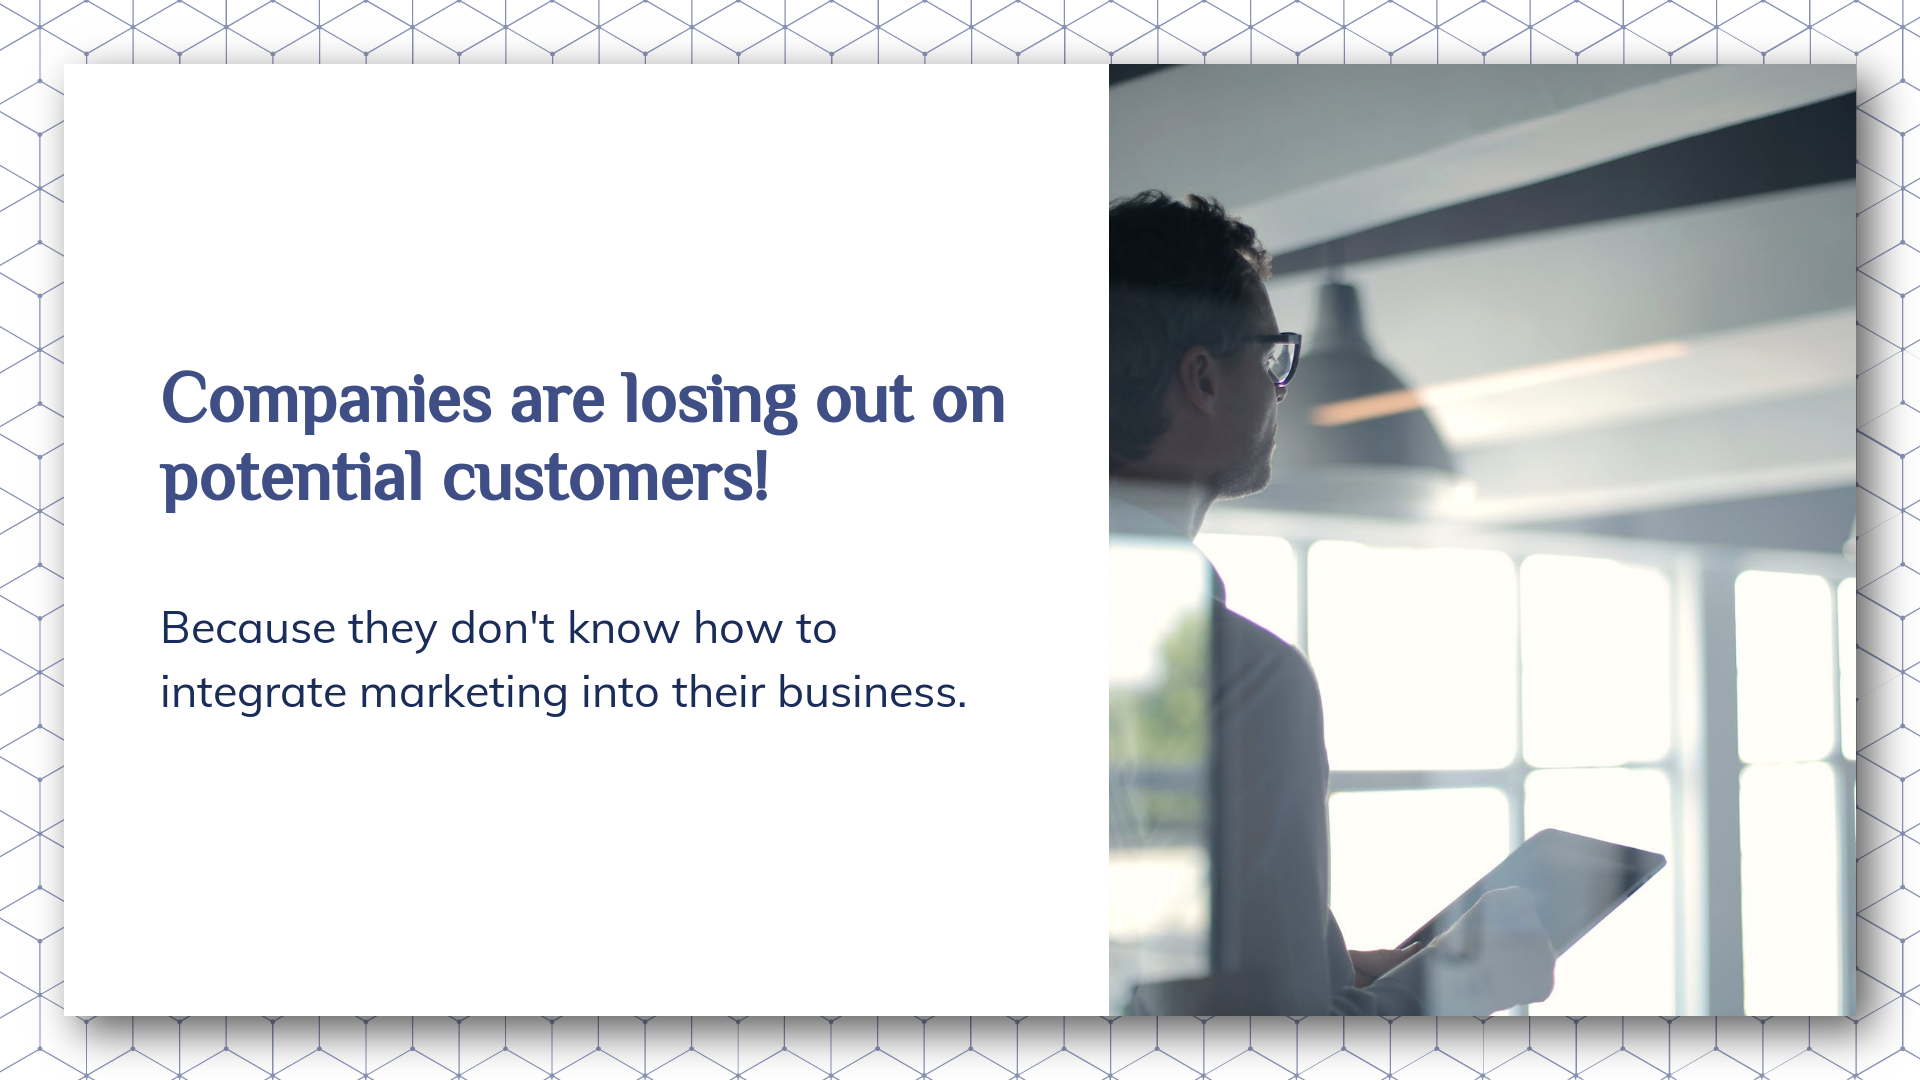 Companies are losing out on
potential customers!
Because they don't know how to
integrate marketing into their business.